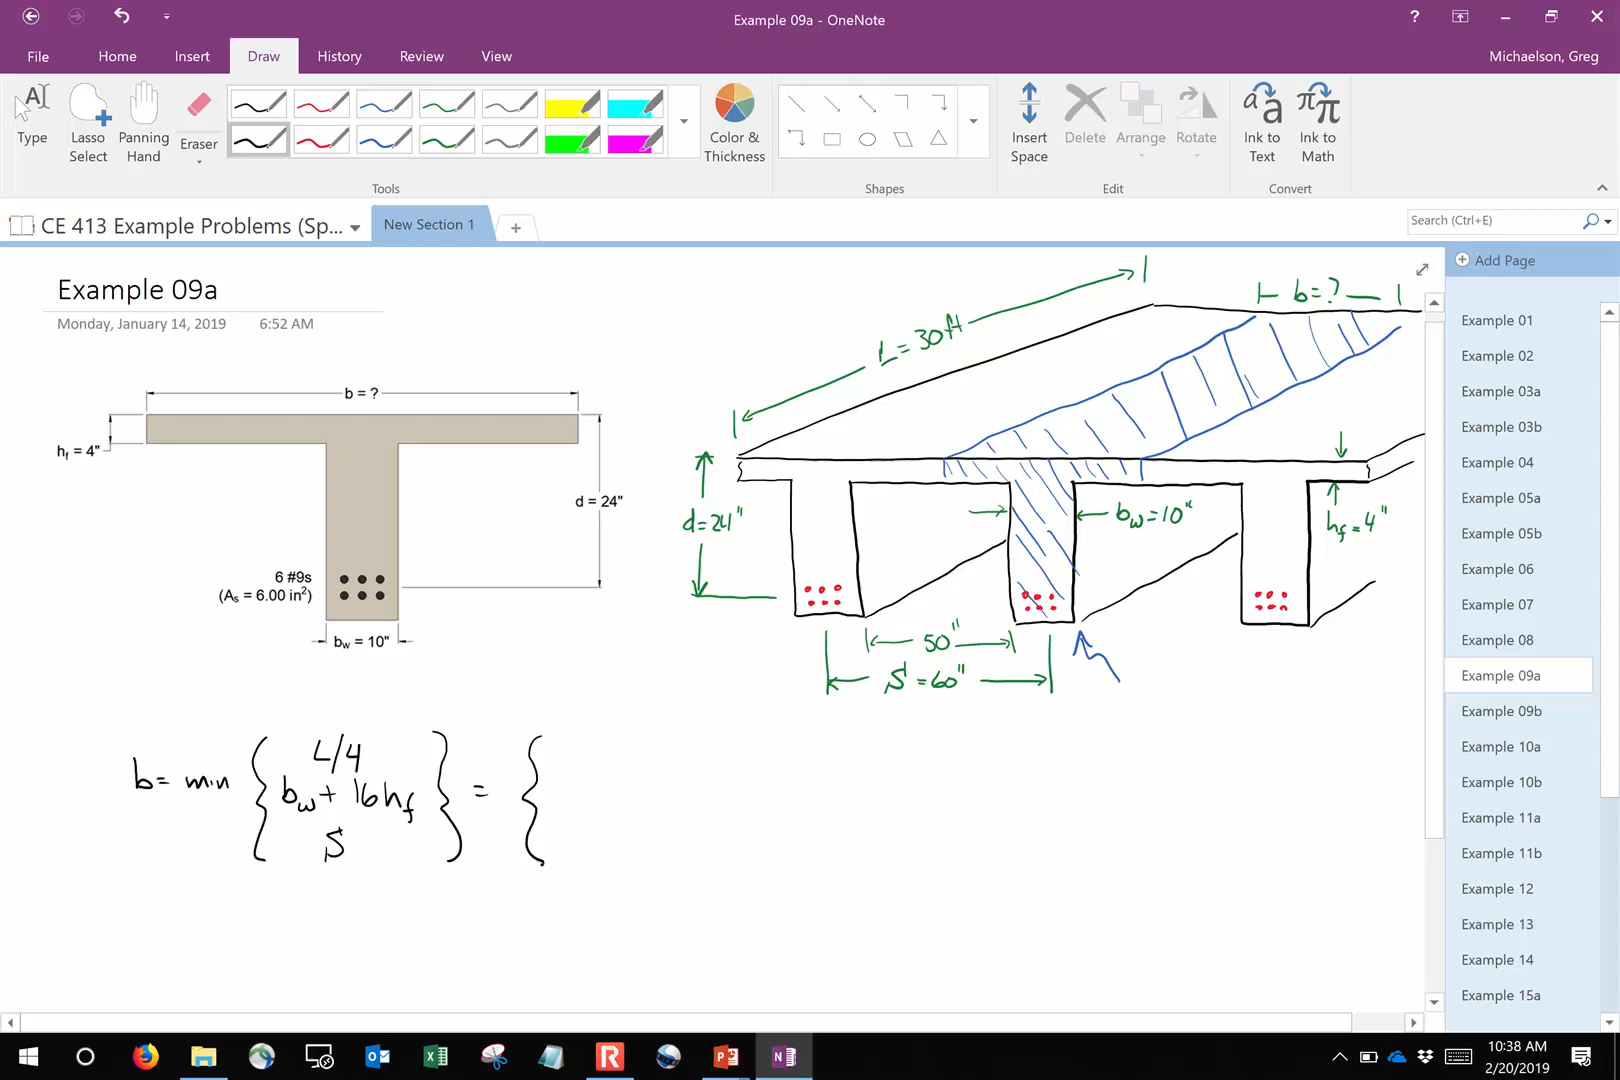 Example 09a - OneNote
?
Michaelson, Greg
File
Home
Insert
Draw
History
Review
View
Type
Lasso Select
Panning Hand
Eraser
Color & Thickness
Insert Space
Delete
Arrange
Rotate
Ink to Text
Ink to Math
Tools
Shapes
Edit
Convert
CE 413 Example Problems (Sp...
New Section 1
+
Search (Ctrl+E)
Example 09a
Monday, January 14, 2019
6:52 AM
b = ?
hf = 4"
d = 24"
6 #9s
(As = 6.00 in²)
bw = 10"
L = 30ft
b = ?
d = 24"
bw = 10"
hf = 4"
50"
S = 60"
b = min { L/4
bw + 16hf
S } = {
Add Page
Example 01
Example 02
Example 03a
Example 03b
Example 04
Example 05a
Example 05b
Example 06
Example 07
Example 08
Example 09a
Example 09b
Example 10a
Example 10b
Example 11a
Example 11b
Example 12
Example 13
Example 14
Example 15a
10:38 AM
2/20/2019